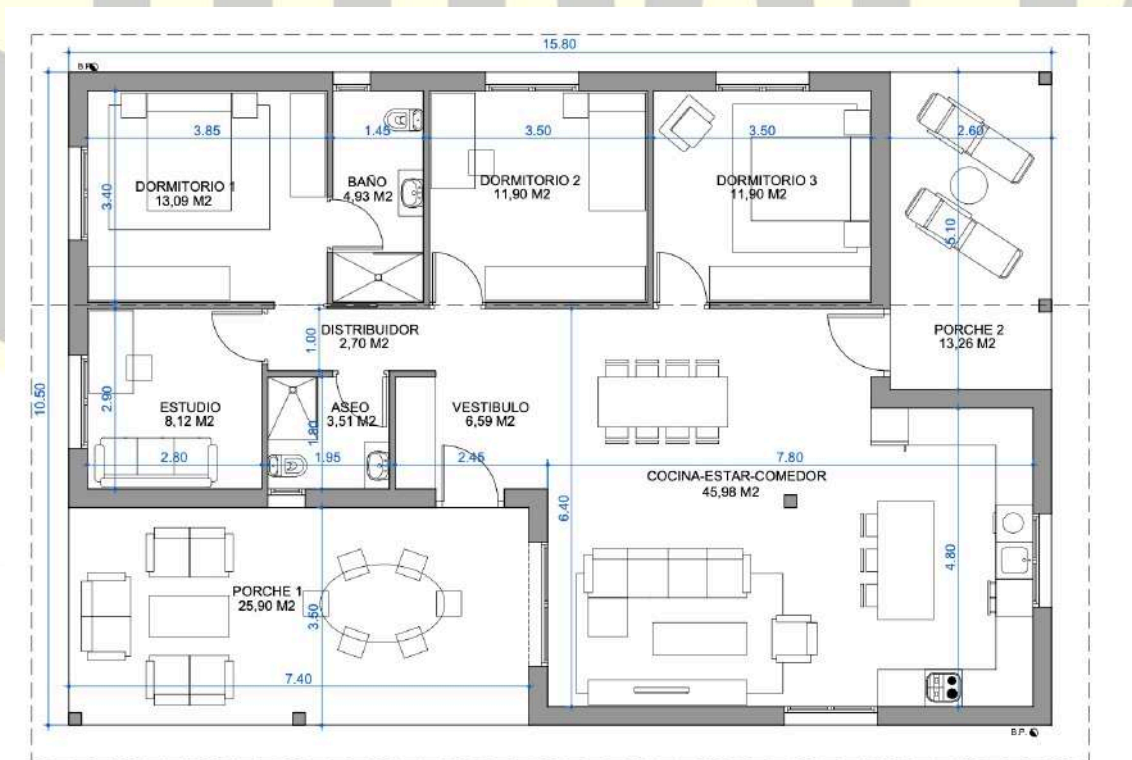 15.80
B.P.
3.85
1.45
3.50
3.50
2.60
DORMITORIO 1
13,09 M2
3.40
BAÑO
4,93 M2
DORMITORIO 2
11,90 M2
DORMITORIO 3
11,90 M2
5.10
DISTRIBUIDOR
2,70 M2
1.00
PORCHE 2
13,26 M2
10.50
2.90
ESTUDIO
8,12 M2
ASEO
3,51 M2
1.80
VESTIBULO
6,59 M2
2.80
1.95
2.45
7.80
COCINA-ESTAR-COMEDOR
45,98 M2
6.40
4.80
PORCHE 1
25,90 M2
3.50
7.40
B.P.